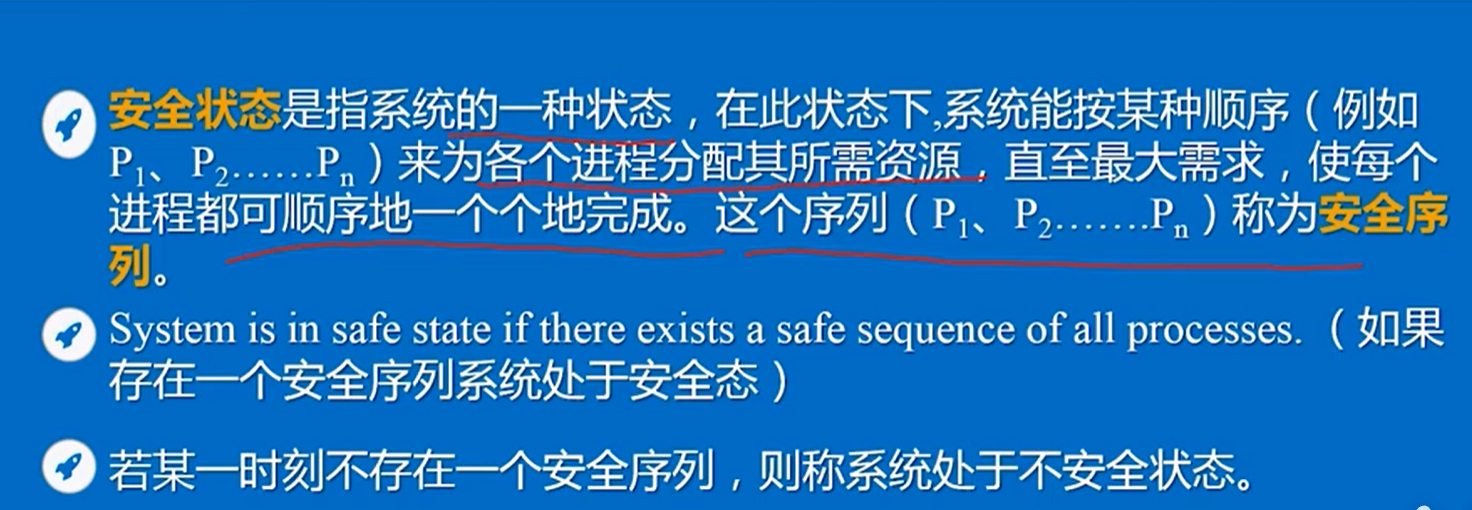 安全状态是指系统的一种状态，在此状态下,系统能按某种顺序（例如
P1、P2……Pn）来为各个进程分配其所需资源，直至最大需求，使每个
进程都可顺序地一个个地完成。这个序列（P1、P2…….Pn）称为安全序
列。
System is in safe state if there exists a safe sequence of all processes.（如果
存在一个安全序列系统处于安全态）
若某一时刻不存在一个安全序列，则称系统处于不安全状态。